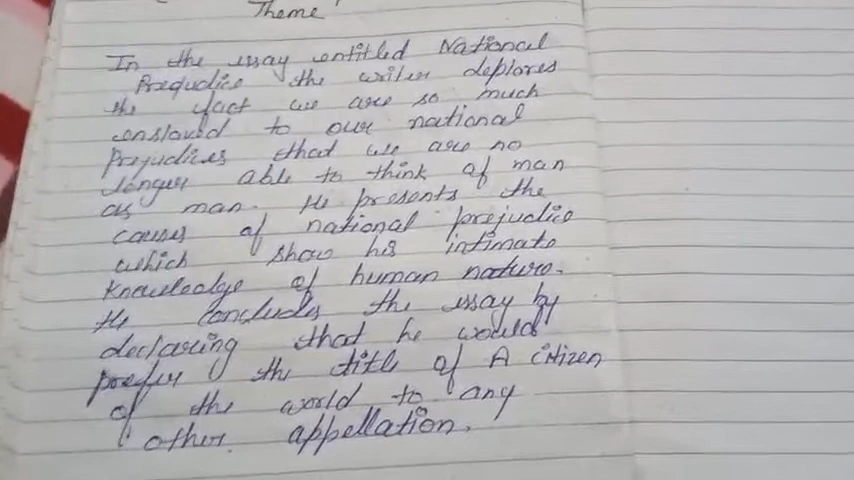 Theme
In the essay entitled National
Prequdice the writer deplores
the fact we are so much
enslaved to our national
Prejudices that we are no
longer able to think of man
as man. He presents the
causes of national prejudice
which show his intimate
knowledge of human nature.
He concludes the essay by
declaring that he would
prefer the title of A citizen
of the world to any
other appellation.